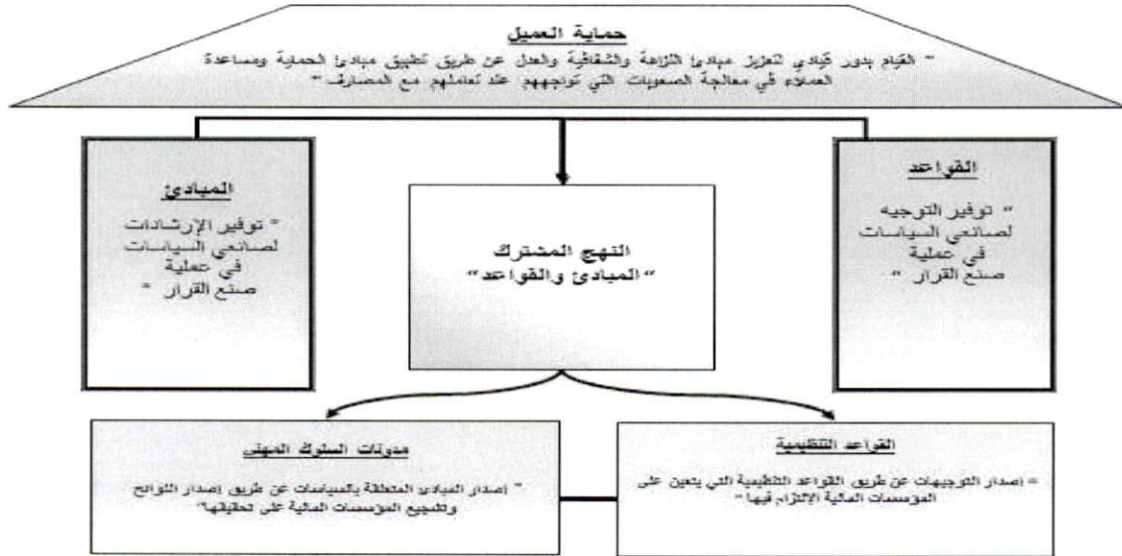 حماية العميل
" القيام بدور قيادي لتعزيز مبادئ النزاهة والشفافية والعدل عن طريق تطبيق مبادئ الحماية ومساعدة
العملاء في معالجة الصعوبات التي تواجههم عند تعاملهم مع المصارف "
القواعد
" توفير التوجيه
لصانعي السياسات
في عملية
صنع القرار "
النهج المشترك
"المبادئ والقواعد"
المبادئ
" توفير الإرشادات
لصانعي السياسات
في عملية
صنع القرار "
القواعد التنظيمية
" إصدار التوجيهات عن طريق القواعد التنظيمية التي يتعين على
المؤسسات المالية الإلتزام فيها "
مدونات السلوك المهني
" إصدار المبادئ المتعلقة بالسياسات عن طريق إصدار اللوائح
وتشجيع المؤسسات المالية على تحقيقها"